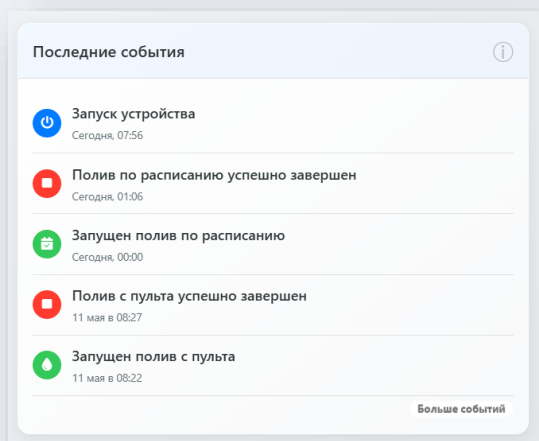 Последние события
Запуск устройства
Сегодня, 07:56
Полив по расписанию успешно завершен
Сегодня, 01:06
Запущен полив по расписанию
Сегодня, 00:00
Полив с пульта успешно завершен
11 мая в 08:27
Запущен полив с пульта
11 мая в 08:22
Больше событий